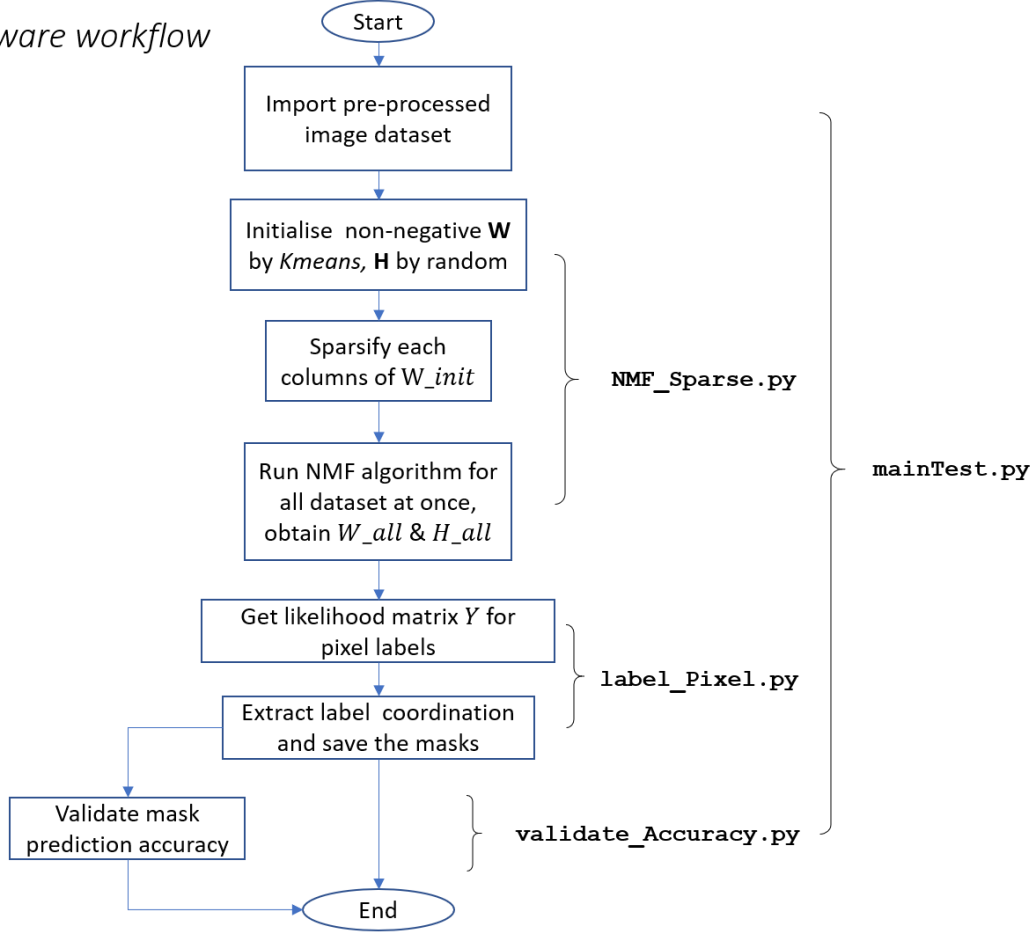 workflow
Start
Import pre-processed
image dataset
Initialise non-negative W
by Kmeans, H by random
Sparsify each
columns of W_init
NMF_Sparse.py
Run NMF algorithm for
all dataset at once,
obtain W_all & H_all
mainTest.py
Get likelihood matrix Y for
pixel labels
label_Pixel.py
Extract label coordination
and save the masks
Validate mask
prediction accuracy
validate_Accuracy.py
End